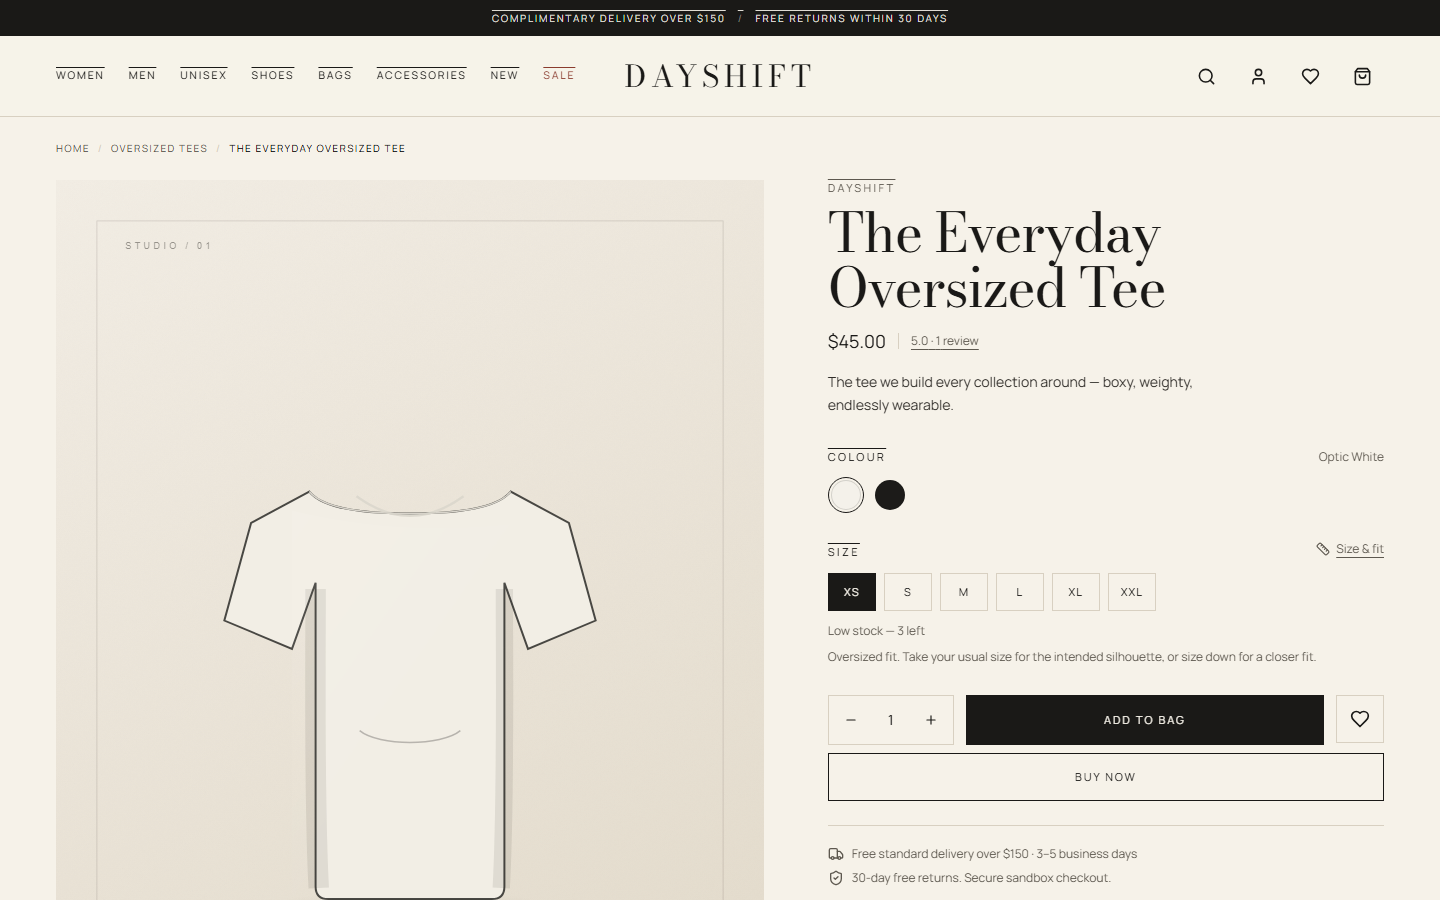 COMPLIMENTARY DELIVERY OVER $150 / FREE RETURNS WITHIN 30 DAYS
WOMEN MEN UNISEX SHOES BAGS ACCESSORIES NEW SALE DAYSHIFT
HOME / OVERSIZED TEES / THE EVERYDAY OVERSIZED TEE
STUDIO / 01
DAYSHIFT
The Everyday
Oversized Tee
$45.00 5.0 · 1 review
The tee we build every collection around — boxy, weighty,
endlessly wearable.
COLOUR Optic White
SIZE Size & fit
XS S M L XL XXL
Low stock — 3 left
Oversized fit. Take your usual size for the intended silhouette, or size down for a closer fit.
− 1 + ADD TO BAG
BUY NOW
Free standard delivery over $150 · 3–5 business days
30-day free returns. Secure sandbox checkout.